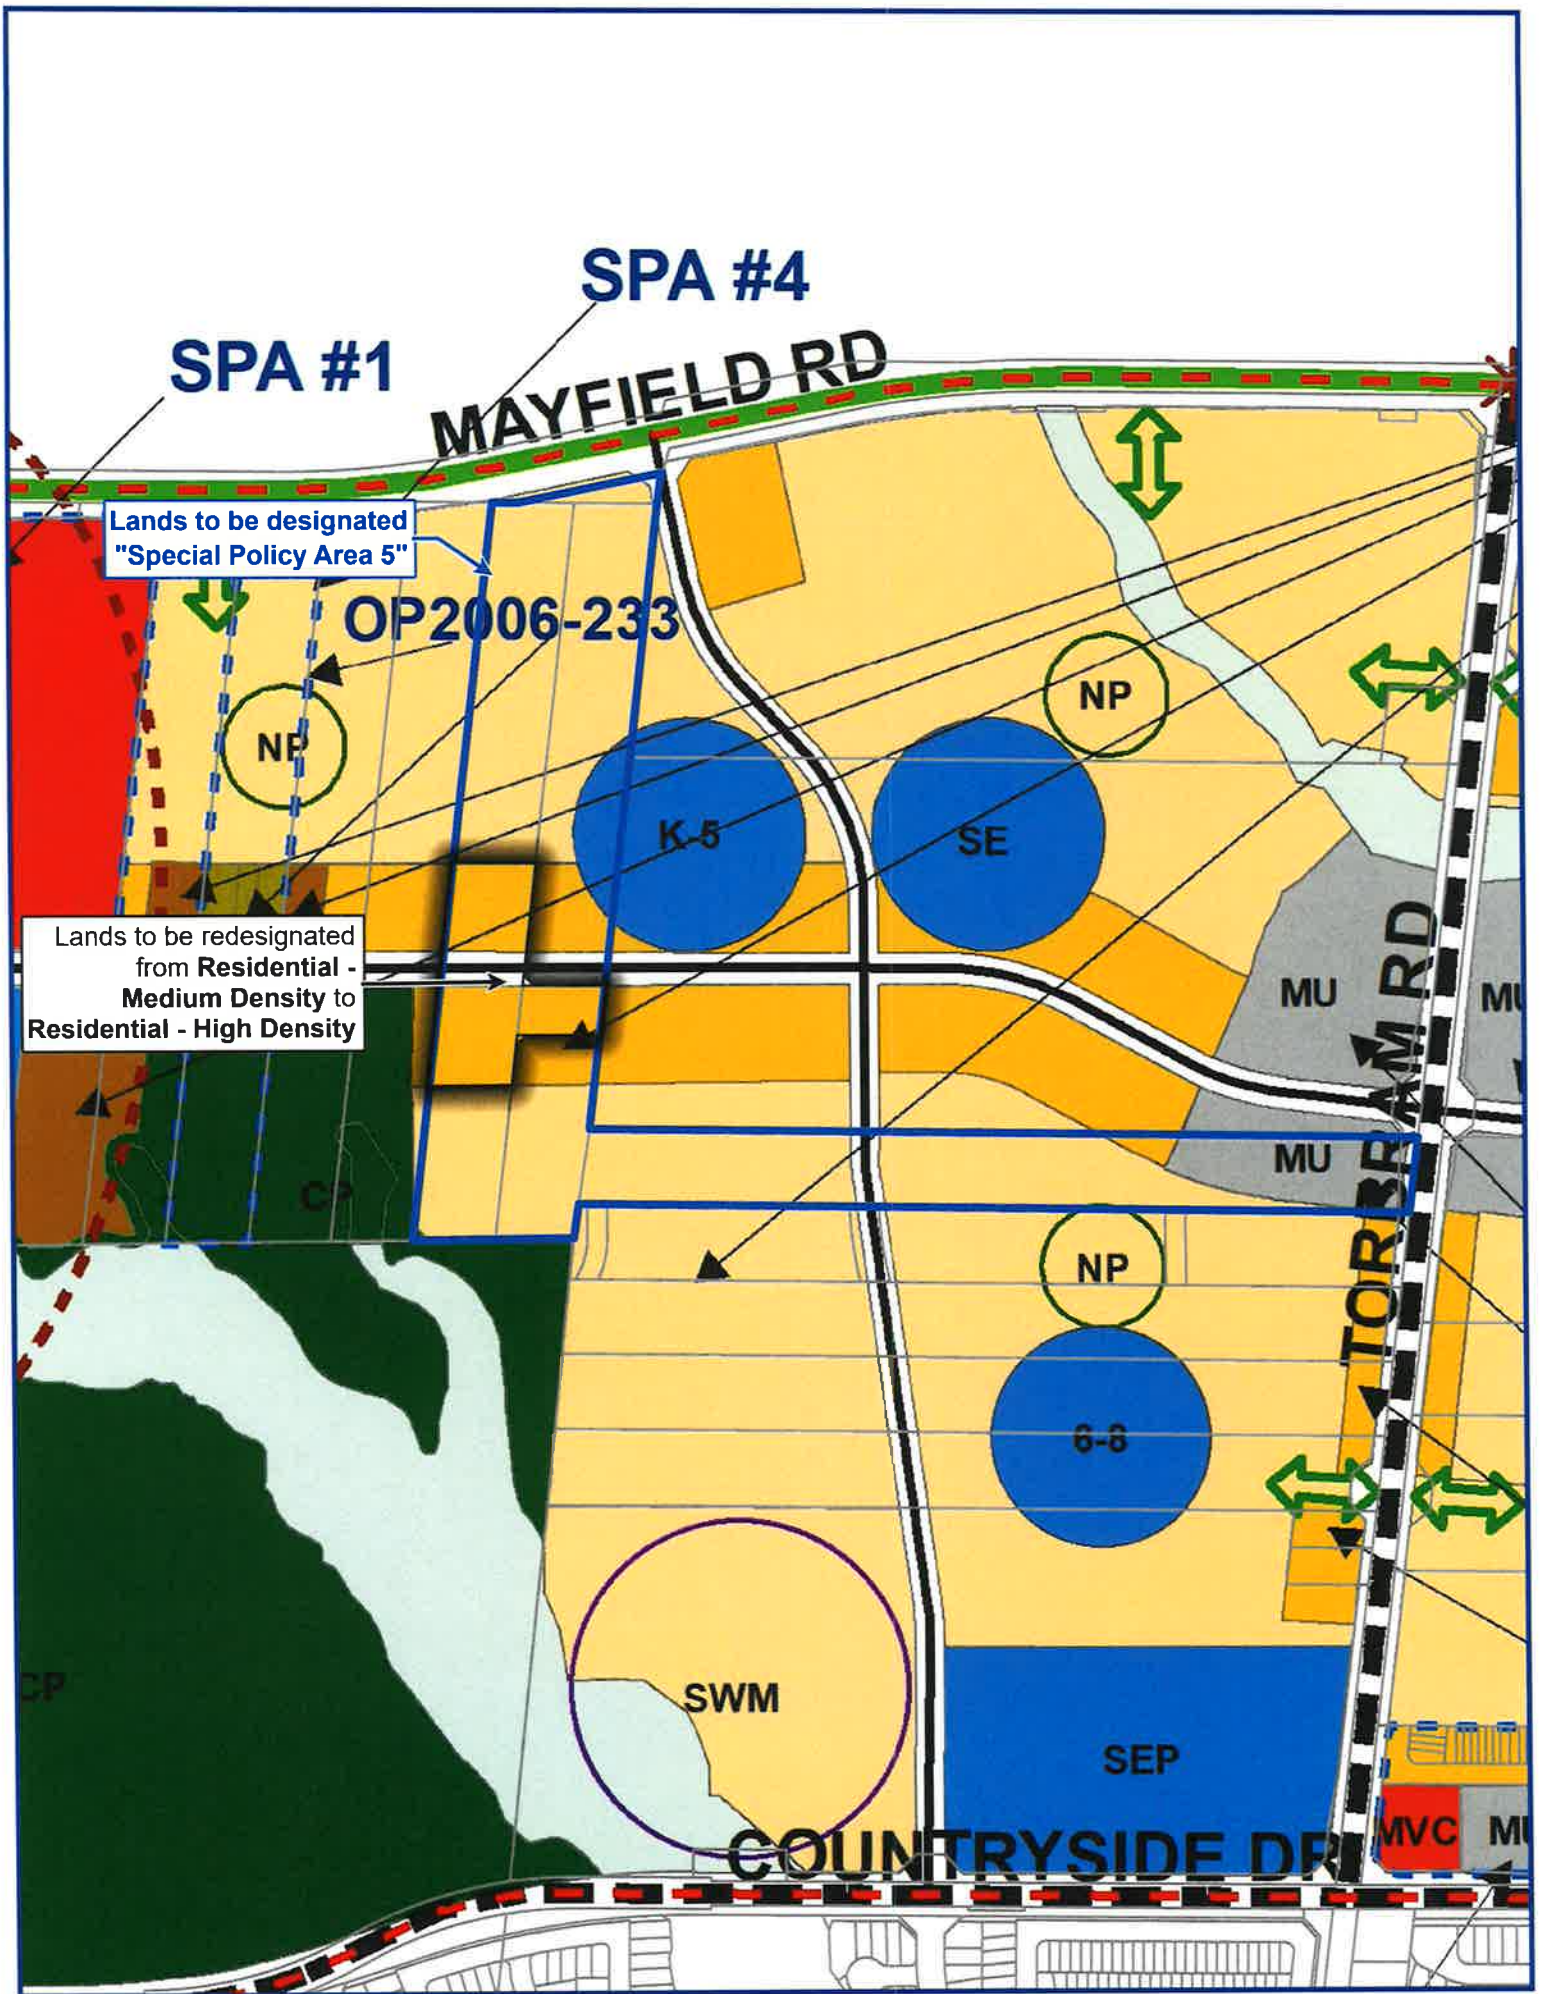 SPA #4
SPA #1
MAYFIELD RD
Lands to be designated
"Special Policy Area 5"
OP2006-233
NP
NP
K-5
SE
Lands to be redesignated
from Residential -
Medium Density to
Residential - High Density
MU
MU
TORBRAM RD
MU
CP
NP
6-8
CP
SWM
SEP
MVC
MU
COUNTRYSIDE DR